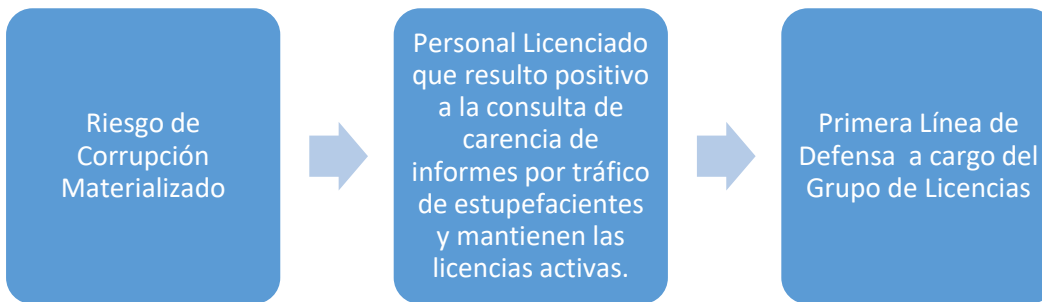 Riesgo de
Corrupción
Materializado
Personal Licenciado
que resulto positivo
a la consulta de
carencia de
informes por tráfico
de estupefacientes
y mantienen las
licencias activas.
Primera Línea de
Defensa  a cargo del
Grupo de Licencias